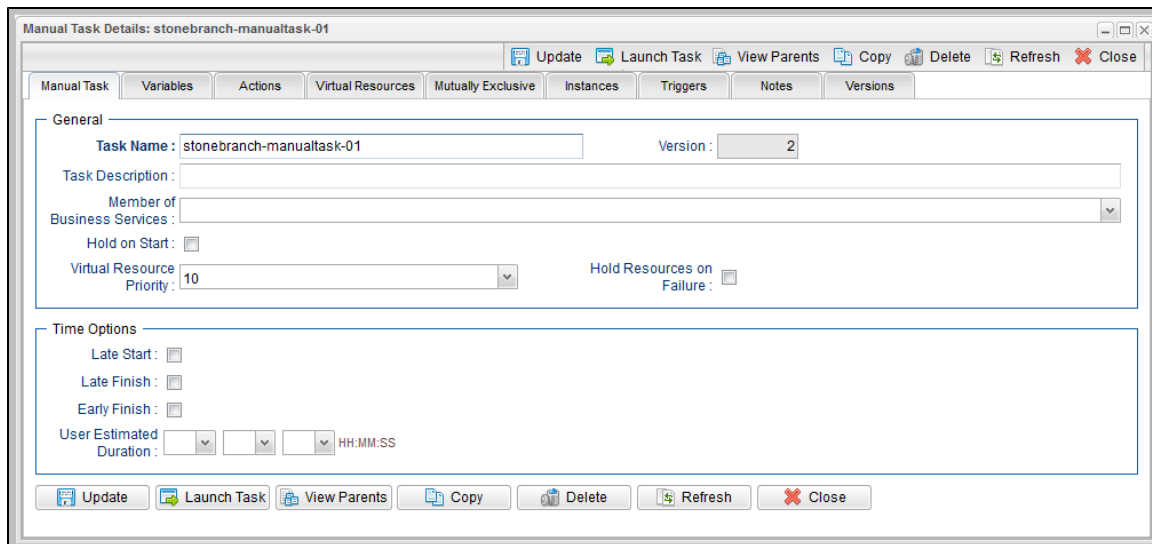 Manual Task Details: stonebranch-manualtask-01
Update Launch Task View Parents Copy Delete Refresh Close
Manual Task Variables Actions Virtual Resources Mutually Exclusive Instances Triggers Notes Versions
General
Task Name : stonebranch-manualtask-01 Version : 2
Task Description :
Member of
Business Services :
Hold on Start :
Virtual Resource Hold Resources on
Priority : 10 Failure :
Time Options
Late Start :
Late Finish :
Early Finish :
User Estimated
Duration : HH:MM:SS
Update Launch Task View Parents Copy Delete Refresh Close